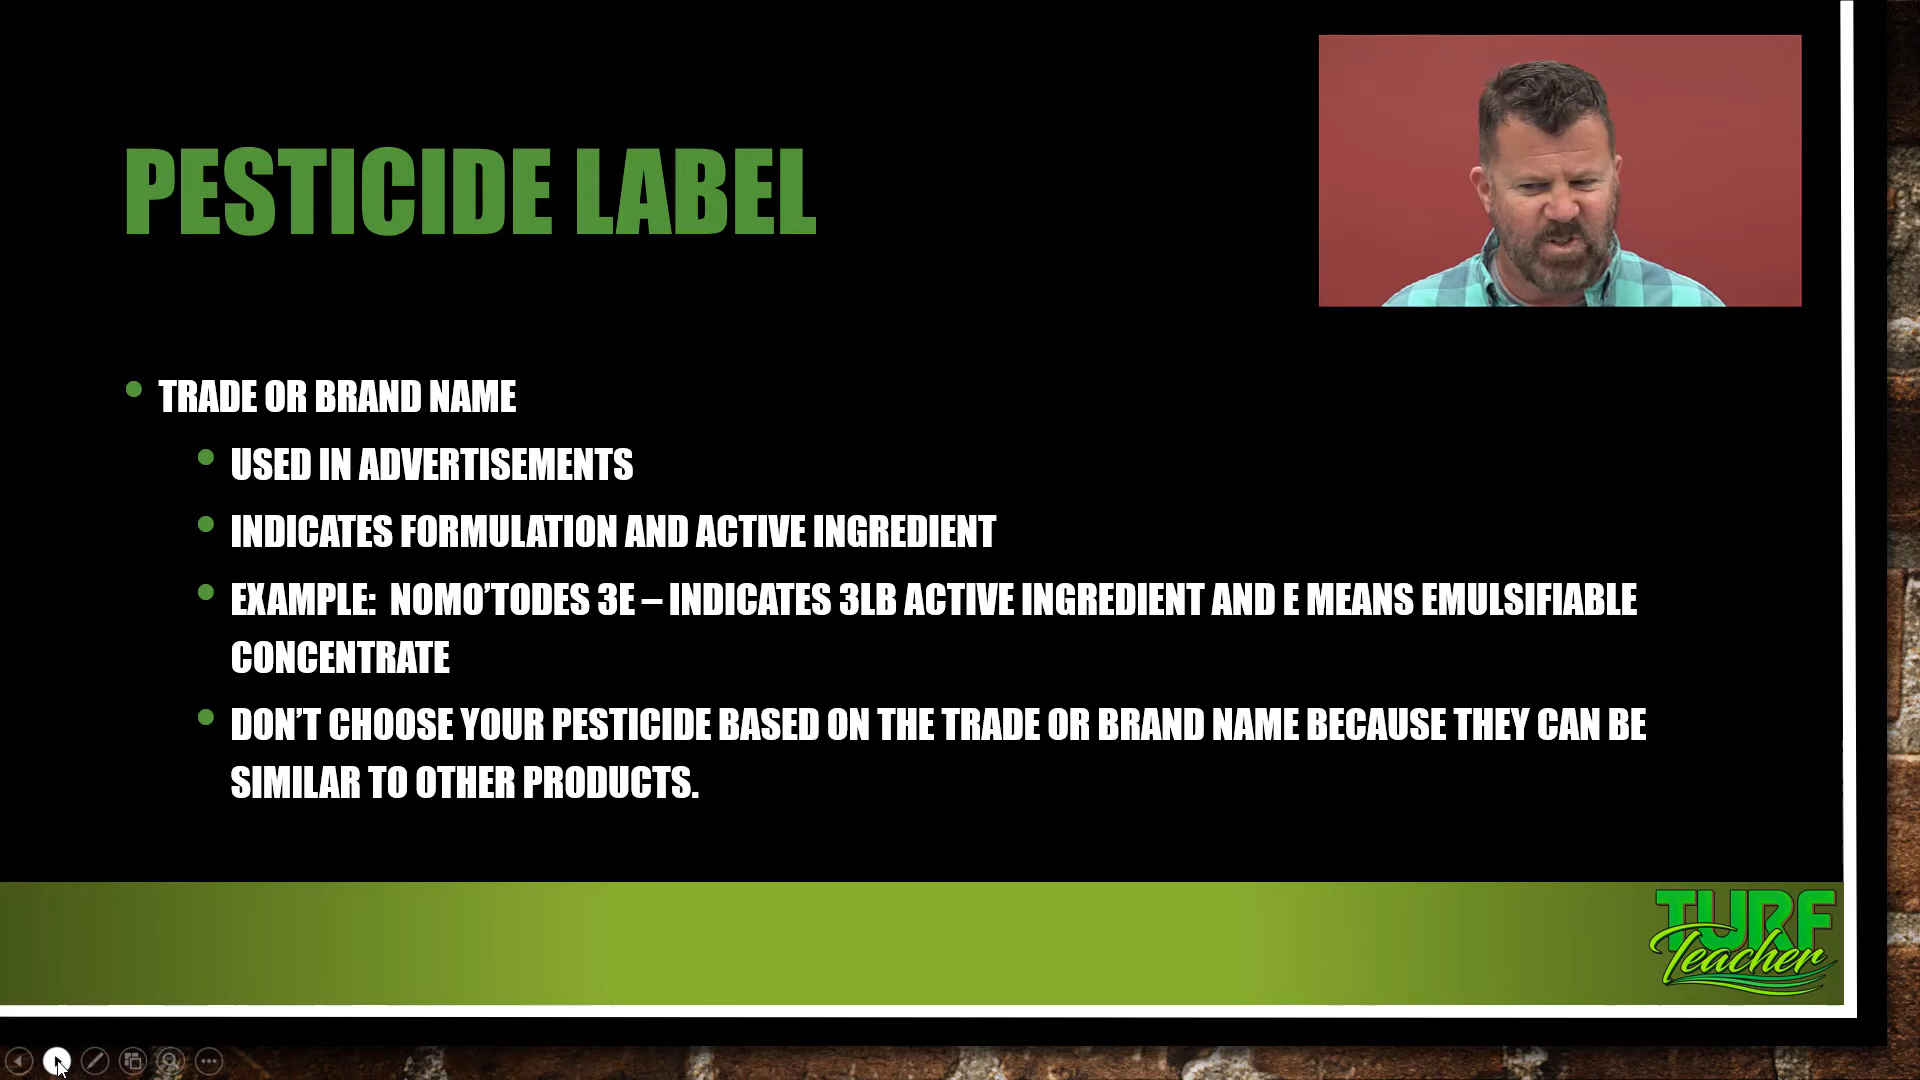 PESTICIDE LABEL
TRADE OR BRAND NAME
USED IN ADVERTISEMENTS
INDICATES FORMULATION AND ACTIVE INGREDIENT
EXAMPLE: NOMO’TODES 3E – INDICATES 3LB ACTIVE INGREDIENT AND E MEANS EMULSIFIABLE
CONCENTRATE
DON’T CHOOSE YOUR PESTICIDE BASED ON THE TRADE OR BRAND NAME BECAUSE THEY CAN BE
SIMILAR TO OTHER PRODUCTS.
TURF
Teacher